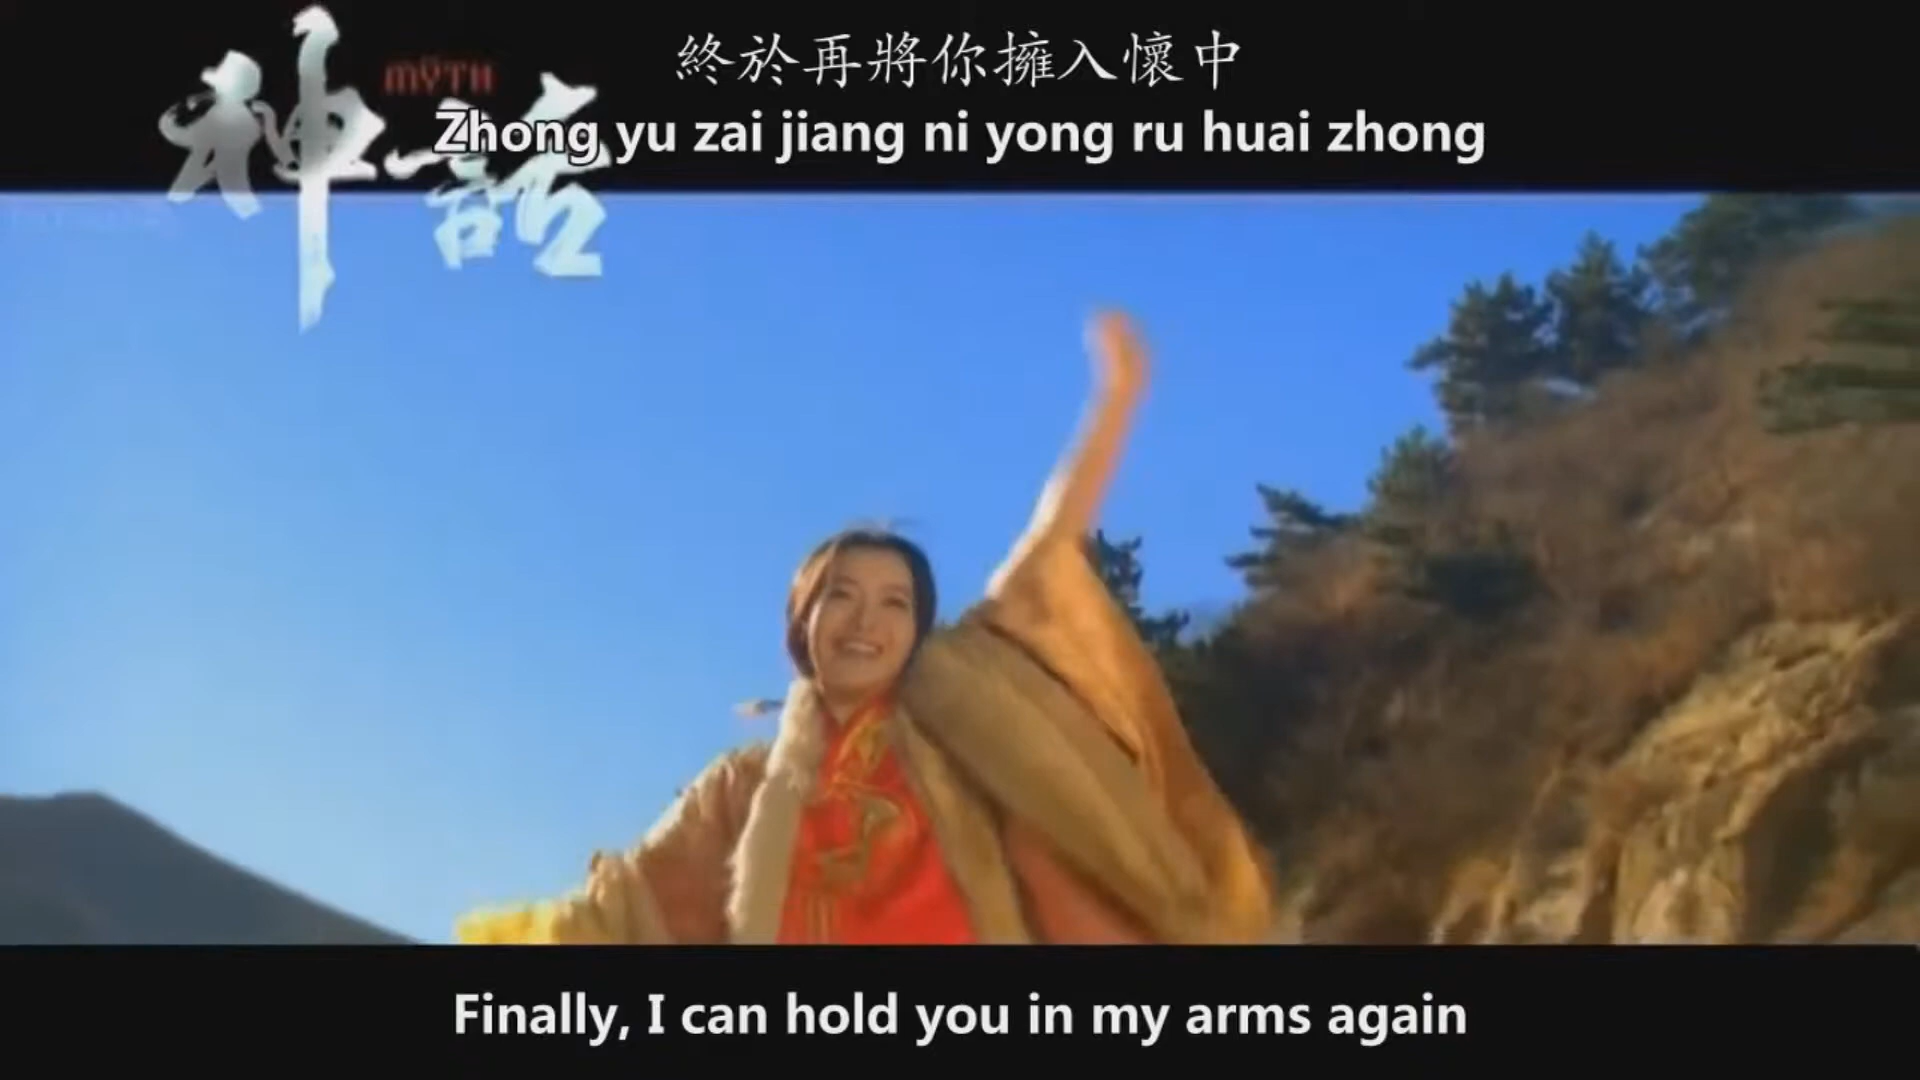 神話
MYTH
終於再將你擁入懷中
Zhong yu zai jiang ni yong ru huai zhong
Finally, I can hold you in my arms again